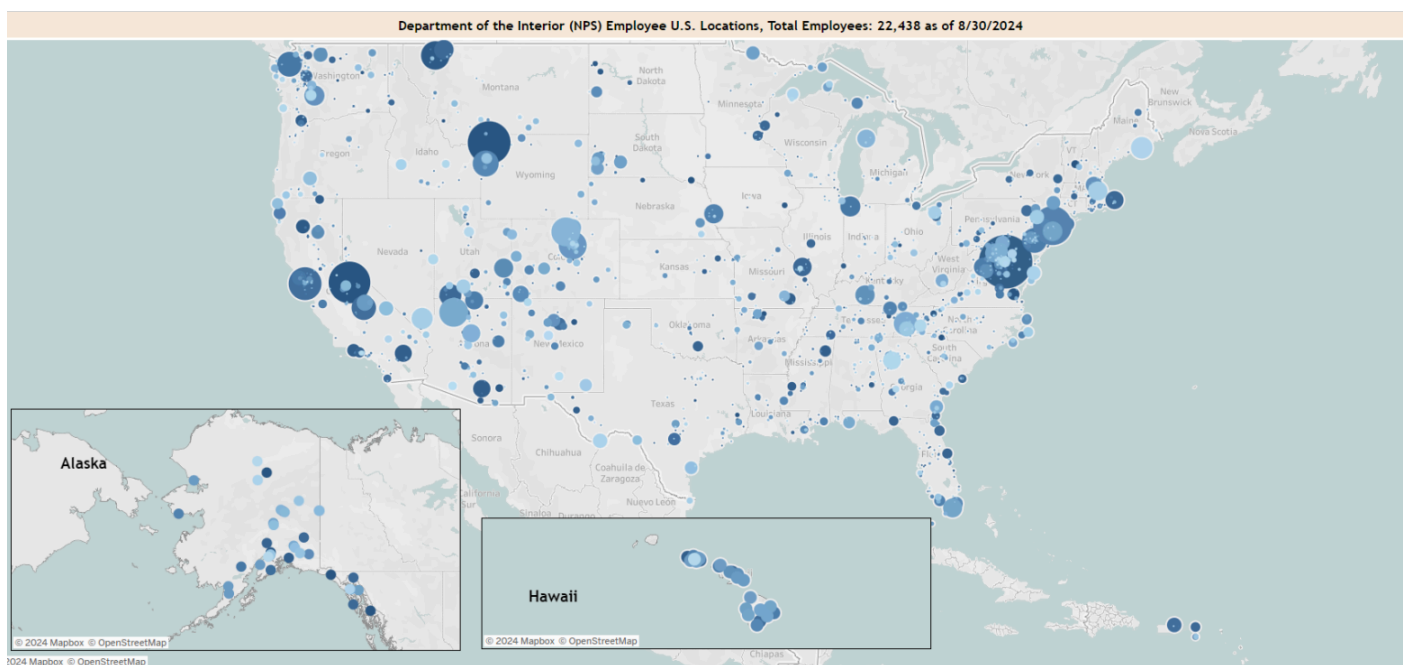 Department of the Interior (NPS) Employee U.S. Locations, Total Employees: 22,438 as of 8/30/2024
Washington
Montana
North
Dakota
Minnesota
New
Brunswick
Maine
Nova Scotia
Oregon
Idaho
South
Dakota
Wisconsin
VT
Michigan
New York
Wyoming
Iowa
Nebraska
Pennsylvania
Nevada
Utah
Illinois
Ohio
Kansas
Missouri
West
Virginia
Kentucky
Oklahoma
New Mexico
South
Carolina
Mississippi
Georgia
Texas
Louisiana
Sonora
Chihuahua
Coahuila de
Zaragoza
Nuevo León
Sinaloa
Durango
Alaska
Hawaii
© 2024 Mapbox © OpenStreetMap
© 2024 Mapbox © OpenStreetMap
2024 Mapbox © OpenStreetMap
Chiapas